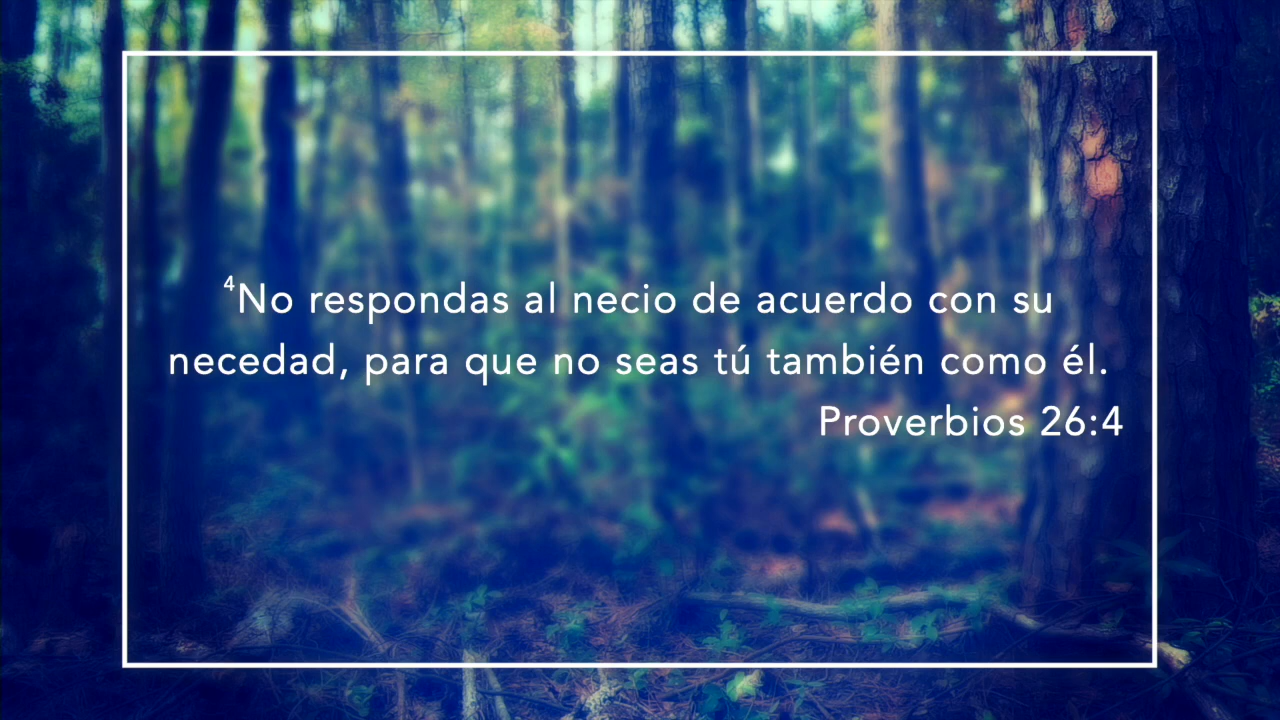 ⁴No respondas al necio de acuerdo con su
necedad, para que no seas tú también como él.
Proverbios 26:4